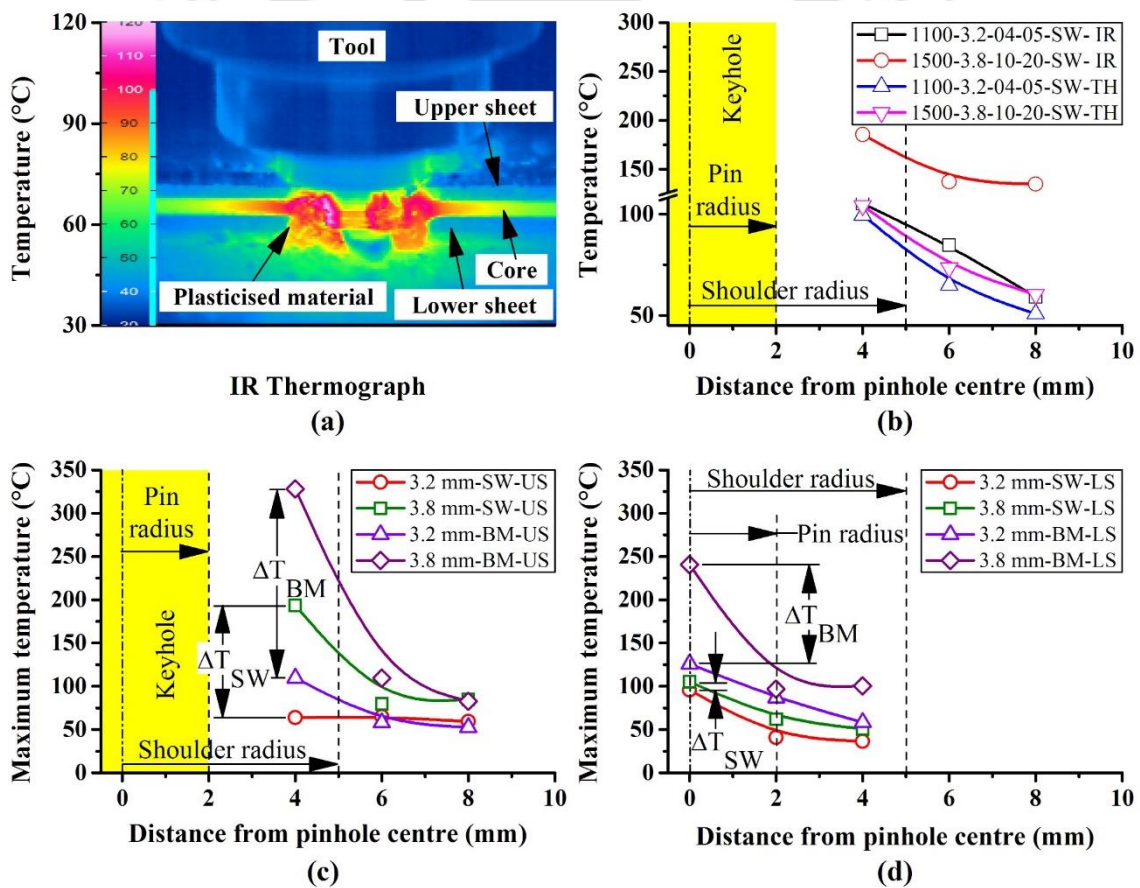 120
90
60
30
Temperature (°C)
120
110
100
90
80
70
60
50
40
30
Tool
Upper sheet
Core
Plasticised material
Lower sheet
IR Thermograph
(a)
300
250
200
150
100
50
Temperature (°C)
Keyhole
Pin
radius
Shoulder radius
1100-3.2-04-05-SW- IR
1500-3.8-10-20-SW- IR
1100-3.2-04-05-SW-TH
1500-3.8-10-20-SW-TH
0 2 4 6 8 10
Distance from pinhole centre (mm)
(b)
350
300
250
200
150
100
50
0
Maximum temperature (°C)
Pin
radius
Keyhole
ΔT BM
ΔT SW
Shoulder radius
3.2 mm-SW-US
3.8 mm-SW-US
3.2 mm-BM-US
3.8 mm-BM-US
0 2 4 6 8 10
Distance from pinhole centre (mm)
(c)
350
300
250
200
150
100
50
0
Maximum temperature (°C)
Shoulder radius
Pin radius
ΔT BM
ΔT SW
3.2 mm-SW-LS
3.8 mm-SW-LS
3.2 mm-BM-LS
3.8 mm-BM-LS
0 2 4 6 8 10
Distance from pinhole centre (mm)
(d)